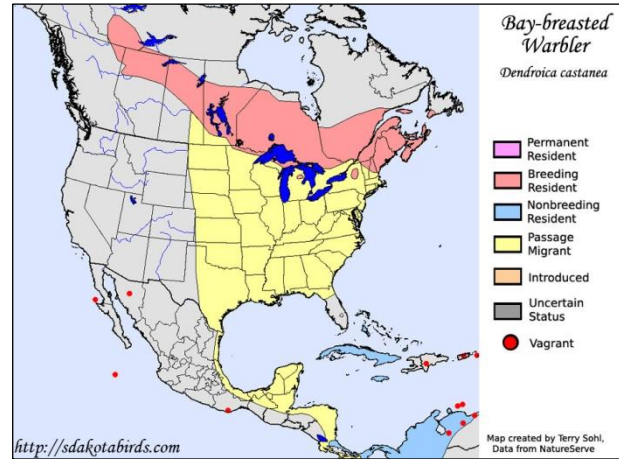 Bay-breasted
Warbler
Dendroica castanea
Permanent
Resident
Breeding
Resident
Nonbreeding
Resident
Passage
Migrant
Introduced
Uncertain
Status
Vagrant
http://sdakotabirds.com
Map created by Terry Sohl,
Data from NatureServe